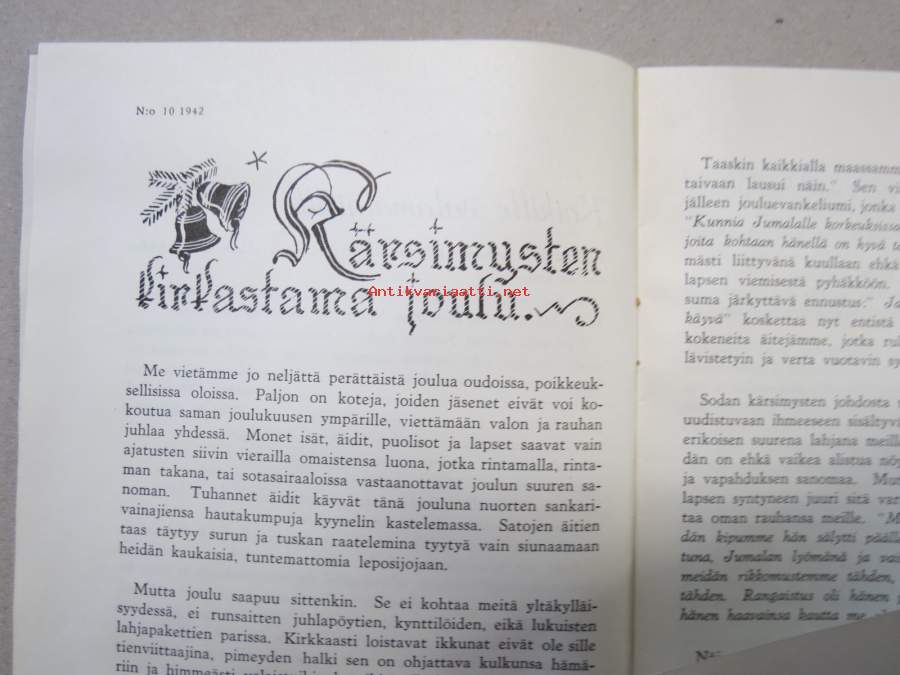 N:o 10 1942
Kärsimysten
kirkastama joulu.
Antikvariaatti.net
Me vietämme jo neljättä perättäistä joulua oudoissa, poikkeuk-
sellisissa oloissa. Paljon on koteja, joiden jäsenet eivät voi ko-
koutua saman joulukuusen ympärille, viettämään valon ja rauhan
juhlaa yhdessä. Monet isät, äidit, puolisot ja lapset saavat vain
ajatusten siivin vierailla omaistensa luona, jotka rintamalla, rinta-
man takana, tai sotasairaaloissa vastaanottavat joulun suuren sa-
noman. Tuhannet äidit käyvät tänä jouluna nuorten sankari-
vainajiensa hautakumpuja kyynelin kastelemassa. Satojen äitien
taas täytyy surun ja tuskan raatelemina tyytyä vain siunaamaan
heidän kaukaisia, tuntemattomia leposijojaan.
Mutta joulu saapuu sittenkin. Se ei kohtaa meitä yltäkylläi-
syydessä, ei runsaitten juhlapöytien, kynttilöiden, eikä lukuisten
lahjapakettien parissa. Kirkkaasti loistavat ikkunat eivät ole sille
tienviittaajina, pimeyden halki sen on ohjattava kulkunsa hämä-
riin ja himmeästi
Taaskin kaikkialla maassamm
taivaan lausui näin." Sen vi
jälleen jouluevankeliumi, jonka
"Kunnia Jumalalle korkeuksissa
joita kohtaan hänellä on hyvä t
mästi liittyvänä kuullaan ehkä
lapsen viemisestä pyhäkköön.
suma järkyttävä ennustus:" Ja
käyvä" koskettaa nyt entistä
kokeneita äitejämme, jotka ru
lävistetyin ja verta vuotavin sy
Sodan kärsimysten johdosta
uudistuvaan ihmeeseen sisältyv
erikoisen suurena lahjana meill
dän on ehkä vaikea alistua nöy
ja vapahduksen sanomaa. Mut
lapsen syntyneen juuri sitä var
taa oman rauhansa meille. "M
dän kipumme hän sälytti pääll
tuna, Jumalan lyömänä ja va
meidän rikkomustemme tähden,
tähden. Rangaistus oli hänen
hänen haavainsa kautta me